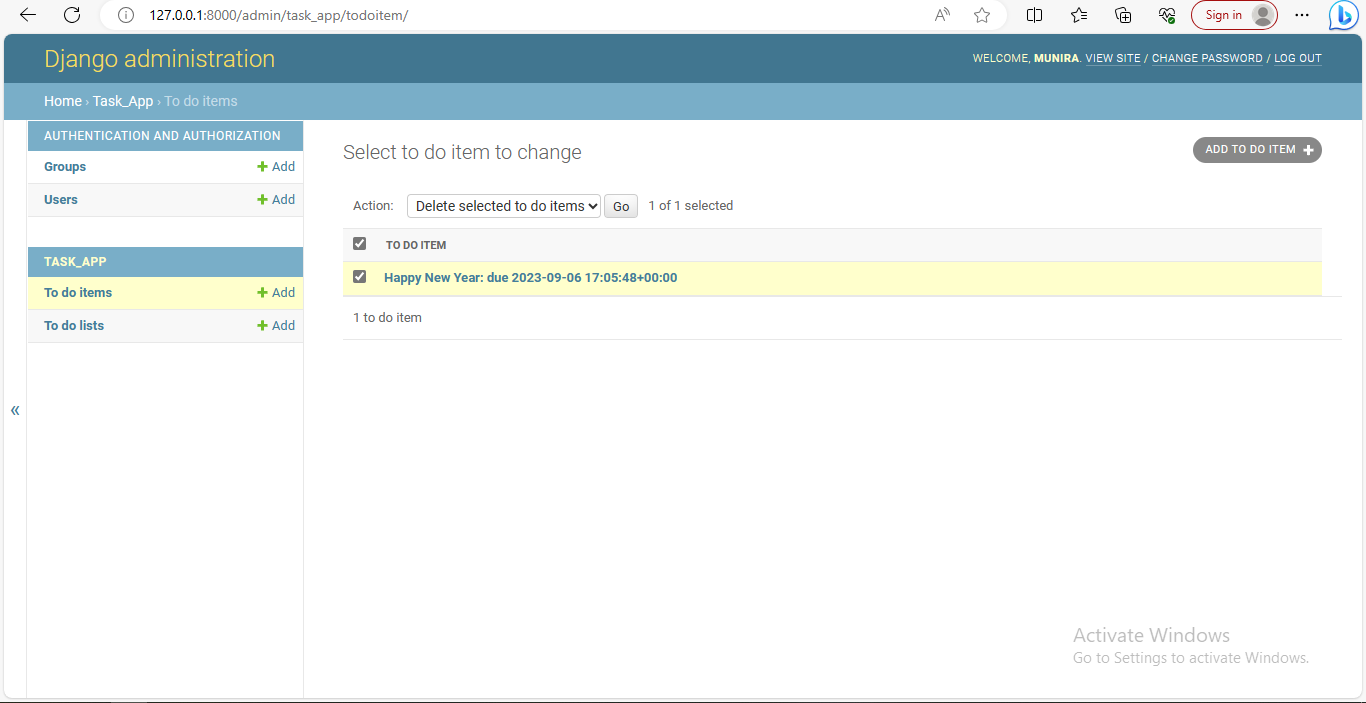 127.0.0.1:8000/admin/task_app/todoitem/
Sign in
Django administration
WELCOME, MUNIRA. VIEW SITE / CHANGE PASSWORD / LOG OUT
Home › Task_App › To do items
AUTHENTICATION AND AUTHORIZATION
Groups + Add
Users + Add
TASK_APP
To do items + Add
To do lists + Add
«
Select to do item to change
ADD TO DO ITEM +
Action: Delete selected to do items Go 1 of 1 selected
TO DO ITEM
Happy New Year: due 2023-09-06 17:05:48+00:00
1 to do item
Activate Windows
Go to Settings to activate Windows.